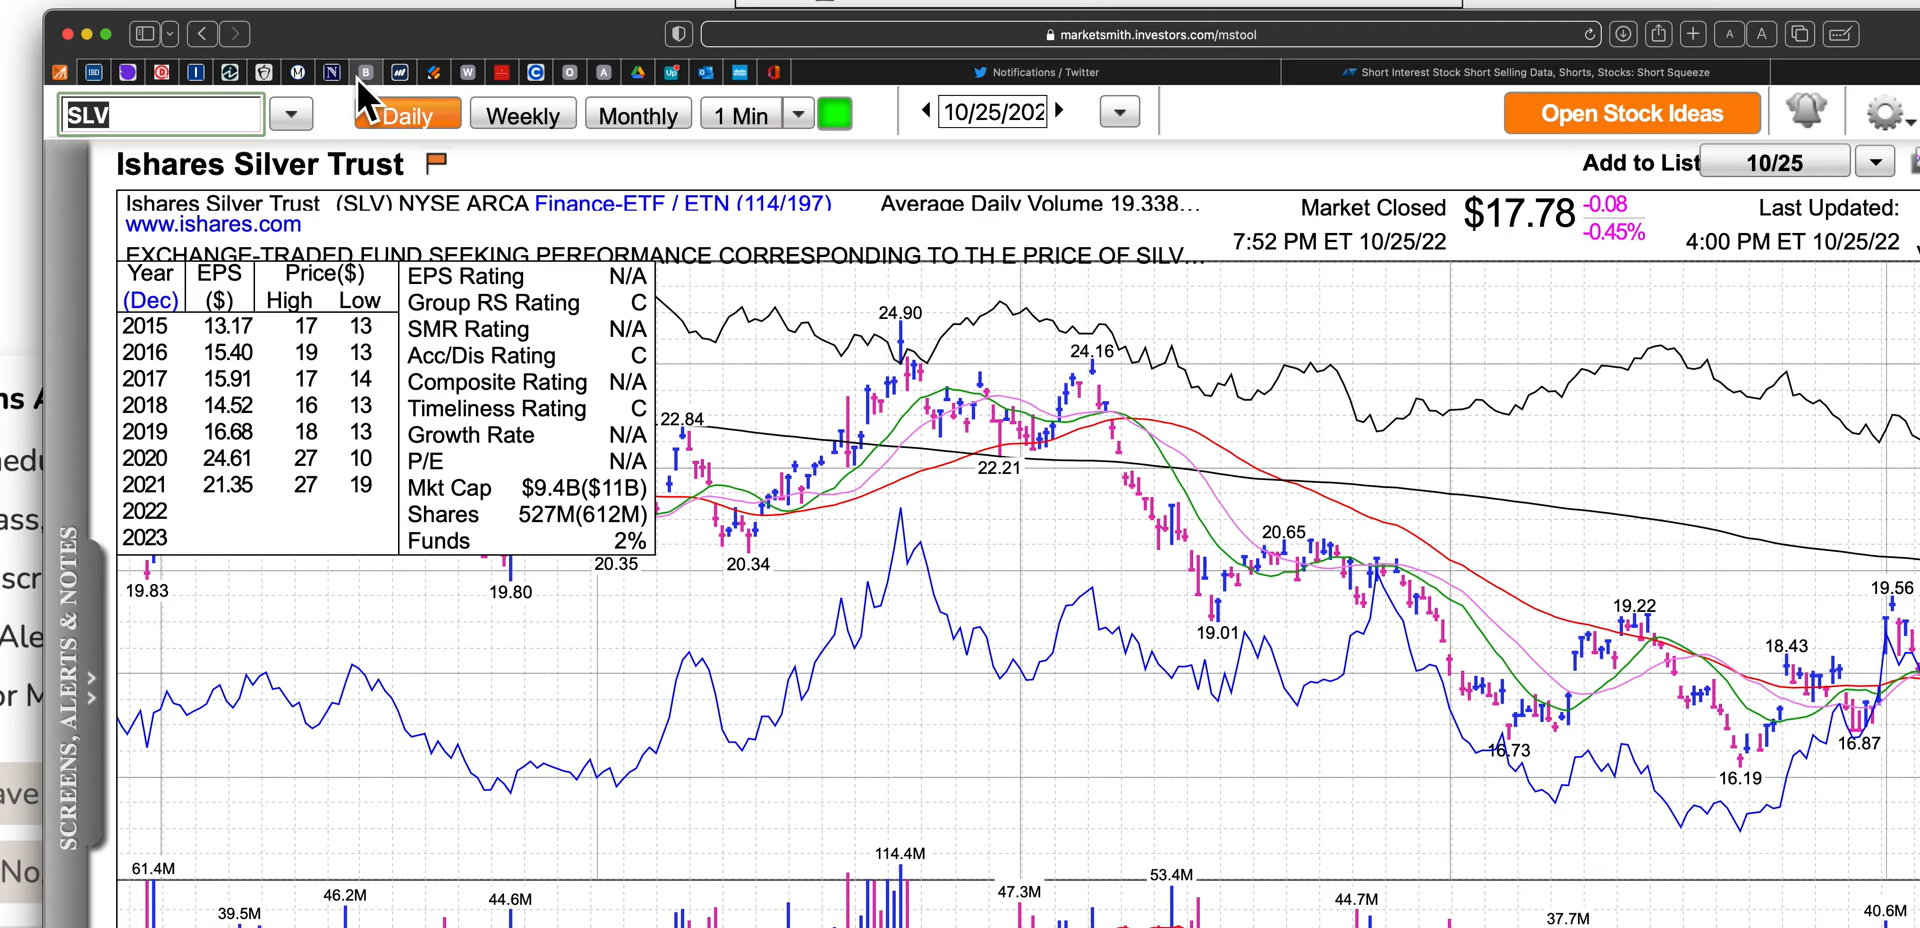 marketsmith.investors.com/mstool
A A
IBD D I M N B W C O A Up
Notifications / Twitter
Short Interest Stock Short Selling Data, Shorts, Stocks: Short Squeeze
SLV Daily Weekly Monthly 1 Min 10/25/202 Open Stock Ideas
Ishares Silver Trust
Add to List 10/25
Ishares Silver Trust (SLV) NYSE ARCA Finance-ETF / ETN (114/197) Average Daily Volume 19,338...
www.ishares.com
EXCHANGE-TRADED FUND SEEKING PERFORMANCE CORRESPONDING TO TH E PRICE OF SILV...
Market Closed $17.78 -0.08 Last Updated:
7:52 PM ET 10/25/22 -0.45% 4:00 PM ET 10/25/22
Year EPS Price($)
(Dec) ($) High Low
2015 13.17 17 13
2016 15.40 19 13
2017 15.91 17 14
2018 14.52 16 13
2019 16.68 18 13
2020 24.61 27 10
2021 21.35 27 19
2022
2023
EPS Rating N/A
Group RS Rating C
SMR Rating N/A
Acc/Dis Rating C
Composite Rating N/A
Timeliness Rating C
Growth Rate N/A
P/E N/A
Mkt Cap $9.4B($11B)
Shares 527M(612M)
Funds 2%
24.90
24.16
22.84
22.21
20.65
20.35
20.34
19.83
19.80
19.56
19.22
19.01
18.43
16.73
16.87
16.19
SCREENS, ALERTS & NOTES
114.4M
61.4M
53.4M
46.2M
47.3M
44.6M
44.7M
39.5M
37.7M
40.6M
ns A
edu
ass,
scr
Ale
or M
ave
No.